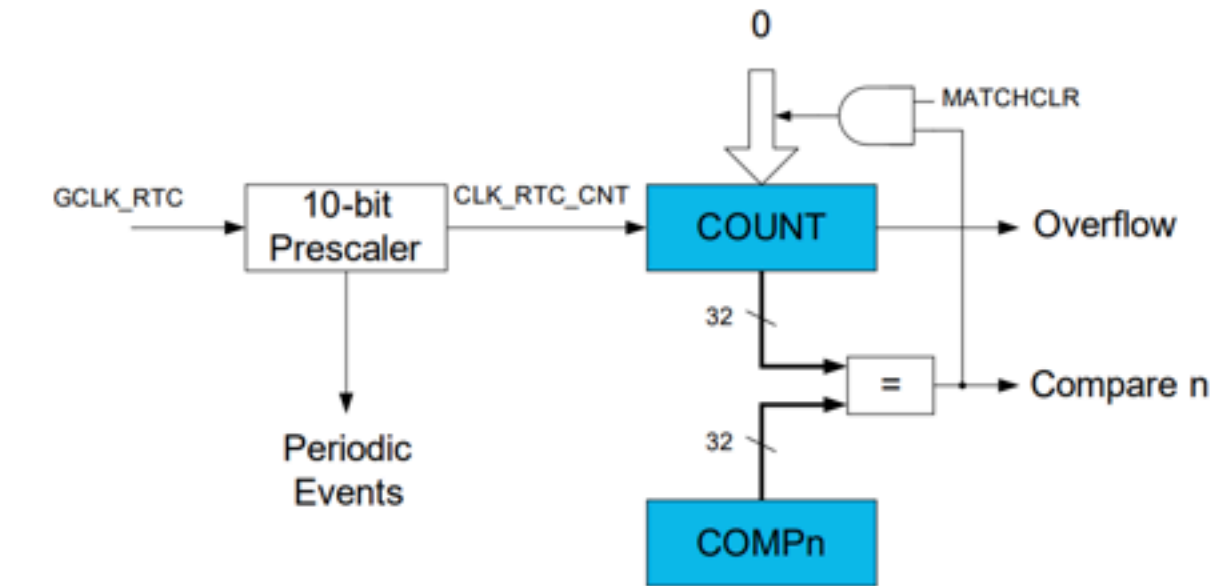 0
MATCHCLR
GCLK_RTC
10-bit
Prescaler
CLK_RTC_CNT
COUNT
Overflow
32
=
Compare n
32
Periodic
Events
COMPn